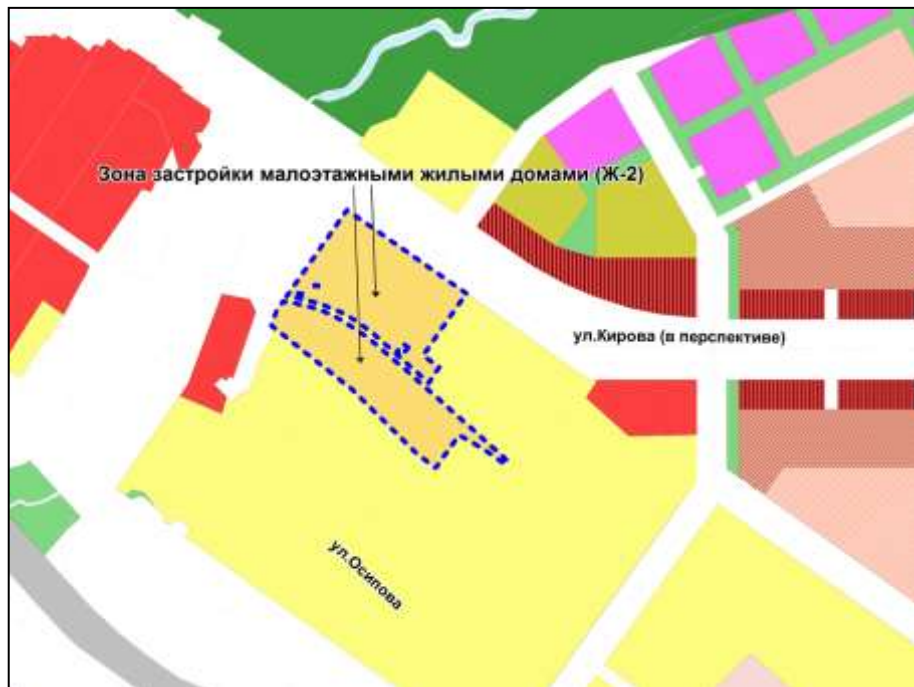 Зона застройки малоэтажными жилыми домами (Ж-2)
ул.Кирова (в перспективе)
ул.Осипова